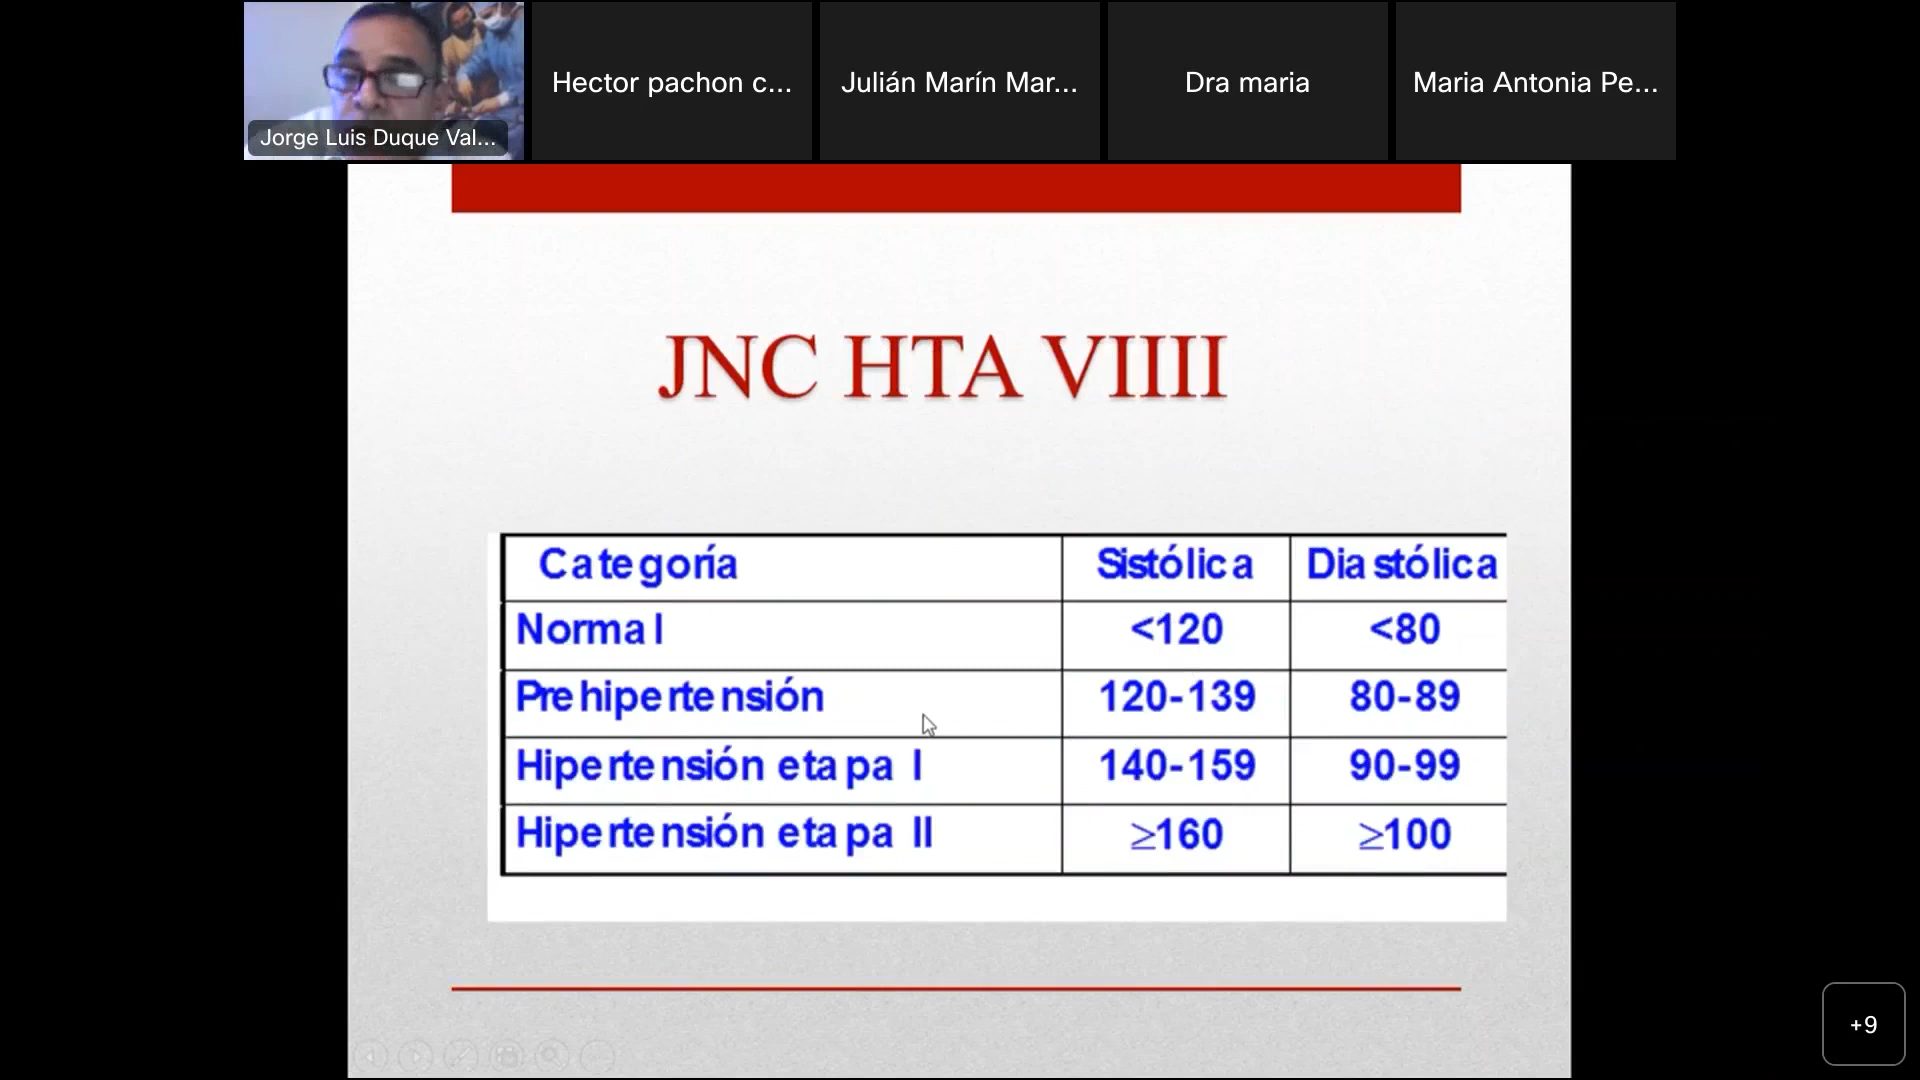 Jorge Luis Duque Val...
Hector pachon c...
Julián Marín Mar...
Dra maria
Maria Antonia Pe...
JNC HTA VIIII
Categoría Sistólica Diastólica
Normal <120 <80
Prehipertensión 120-139 80-89
Hipertensión etapa I 140-159 90-99
Hipertensión etapa II ≥160 ≥100
+9